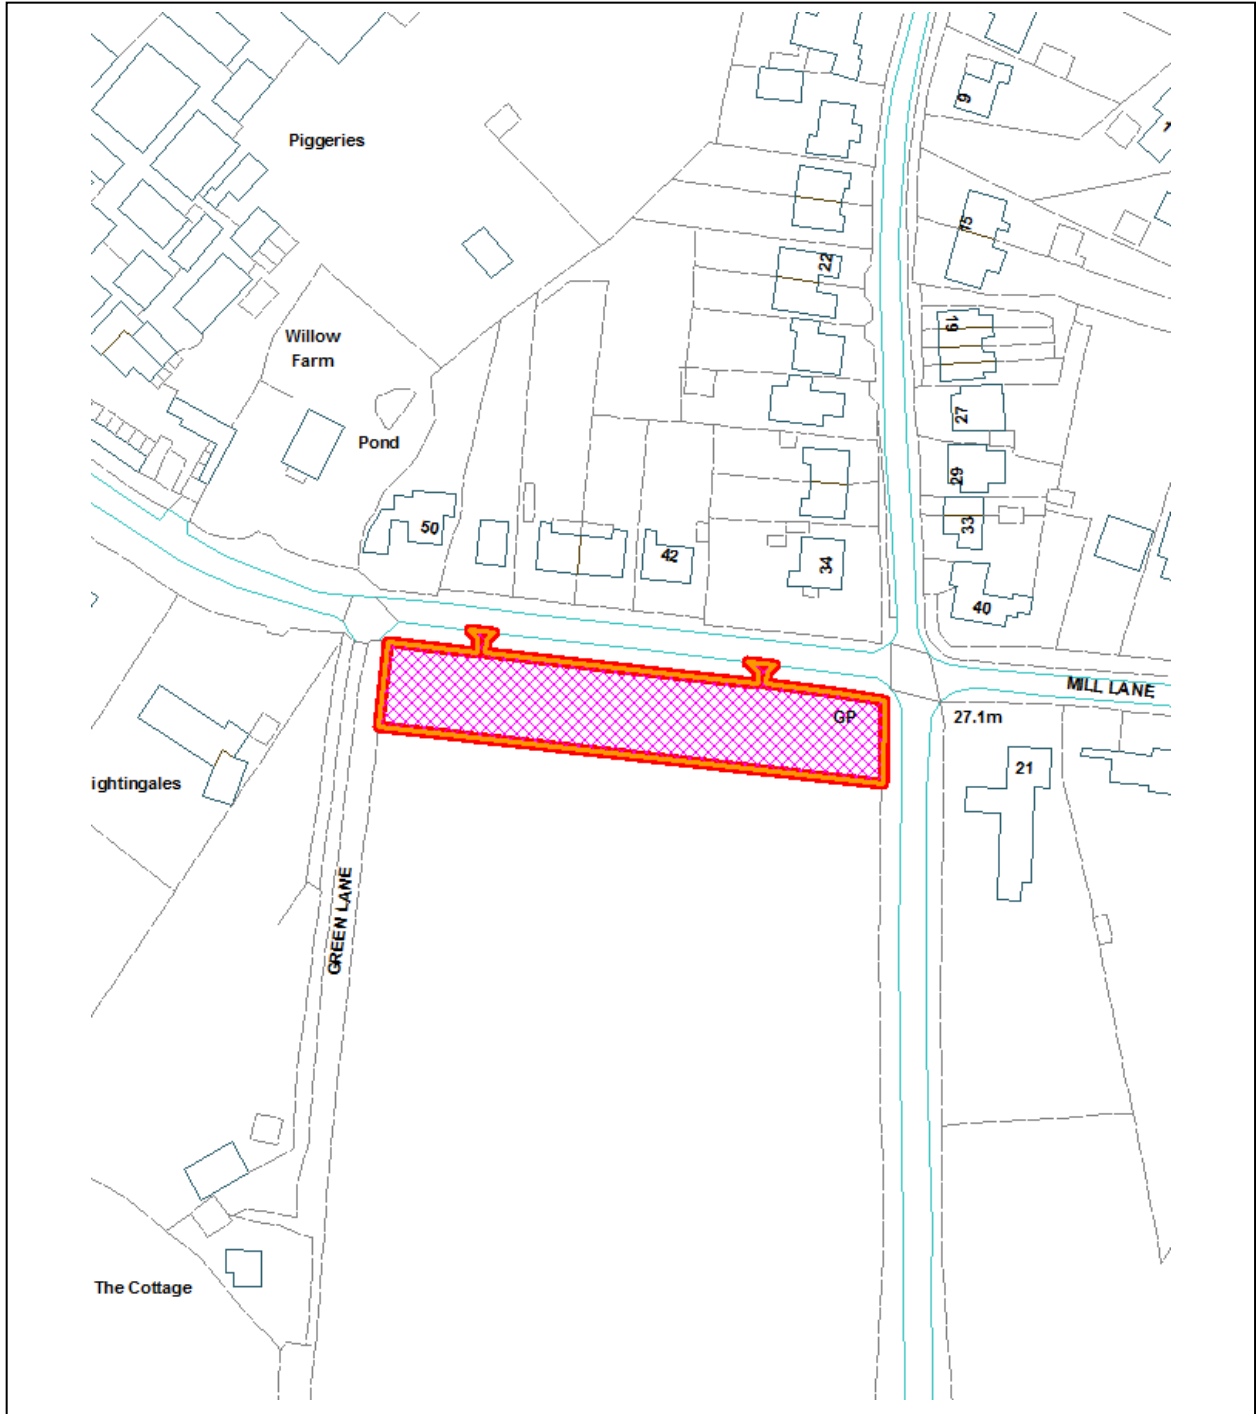 9
Piggeries
15
22
19
Willow
Farm
27
Pond
29
50
33
42
34
40
MILL LANE
GP
27.1m
21
ightingales
GREEN LANE
The Cottage